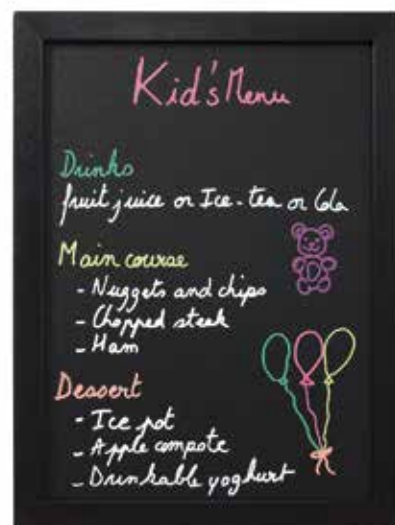 Kid's Menu
Drinks
fruit juice or Ice-tea or Cola
Main course
- Nuggets and chips
- Chopped steak
- Ham
Dessert
- Ice pot
- Apple compote
- Drinkable yoghurt